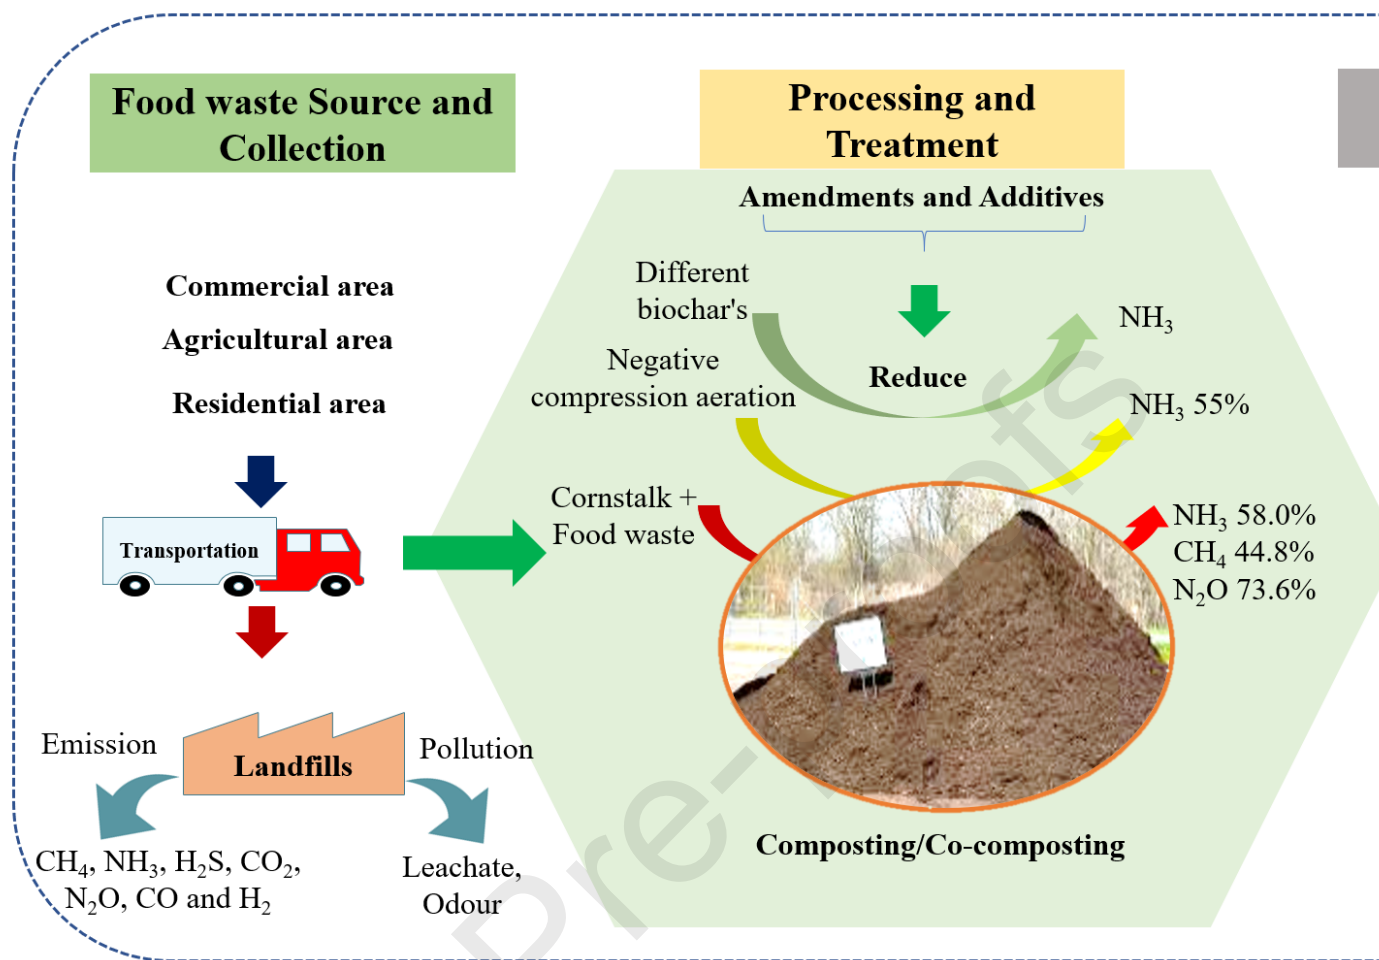 Food waste Source and
Collection
Commercial area
Agricultural area
Residential area
Transportation
Emission
Pollution
Landfills
CH₄, NH₃, H₂S, CO₂,
N₂O, CO and H₂
Leachate,
Odour
Processing and
Treatment
Amendments and Additives
Different
biochar's
Reduce
NH₃
Negative
compression aeration
NH₃ 55%
Cornstalk +
Food waste
NH₃ 58.0%
CH₄ 44.8%
N₂O 73.6%
Composting/Co-composting